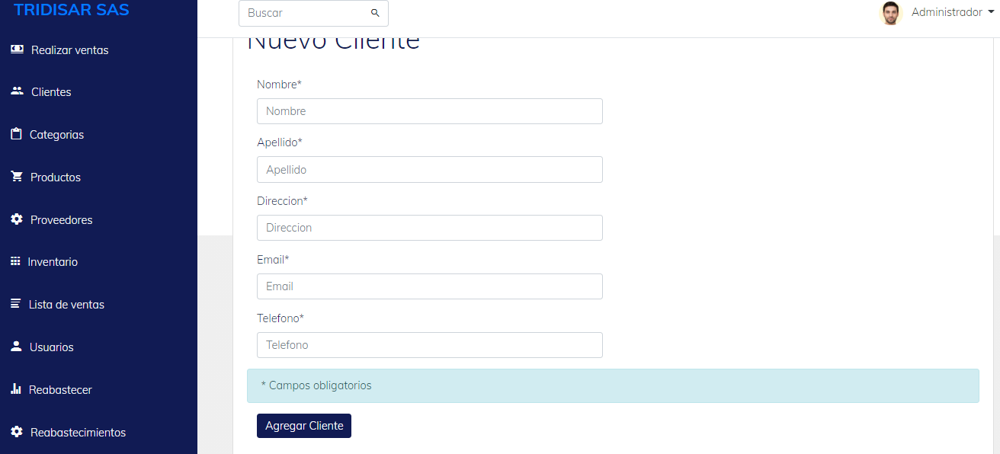 TRIDISAR SAS
Buscar
Administrador
Realizar ventas
Clientes
Categorias
Productos
Proveedores
Inventario
Lista de ventas
Usuarios
Reabastecer
Reabastecimientos
Nuevo Cliente
Nombre*
Nombre
Apellido*
Apellido
Direccion*
Direccion
Email*
Email
Telefono*
Telefono
* Campos obligatorios
Agregar Cliente